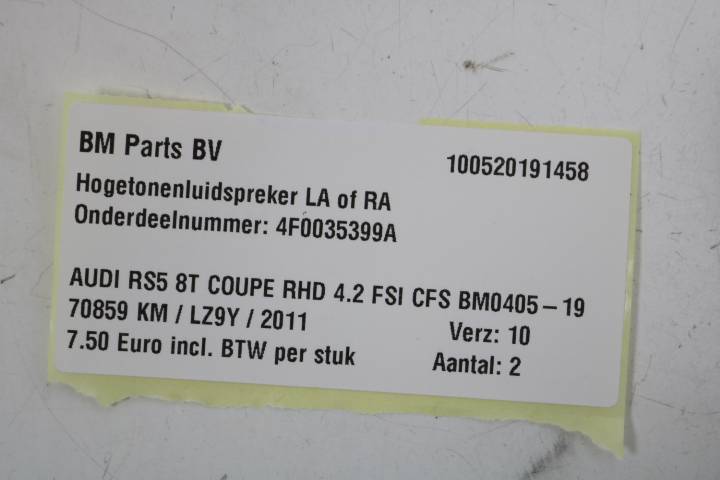 BM Parts BV 100520191458
Hogetonenluidspreker LA of RA
Onderdeelnummer: 4F0035399A
AUDI RS5 8T COUPE RHD 4.2 FSI CFS BM0405-19
70859 KM / LZ9Y / 2011 Verz: 10
7.50 Euro incl. BTW per stuk Aantal: 2